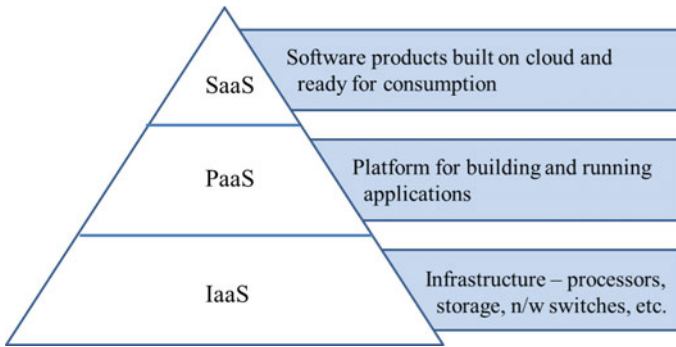 SaaS
Software products built on cloud and
ready for consumption
PaaS
Platform for building and running
applications
IaaS
Infrastructure – processors,
storage, n/w switches, etc.